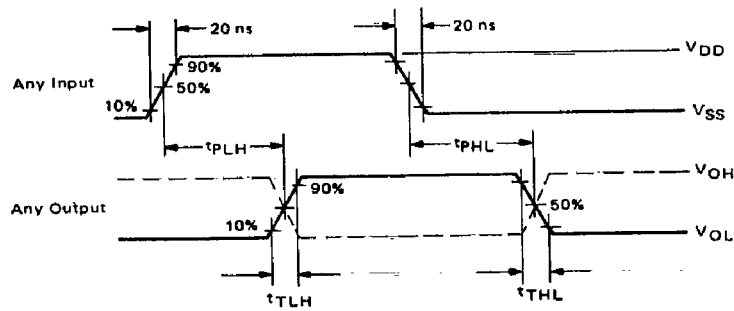 20 ns
20 ns
VDD
90%
Any Input
50%
10%
VSS
tPLH
tPHL
VOH
90%
Any Output
50%
10%
VOL
tTLH
tTHL